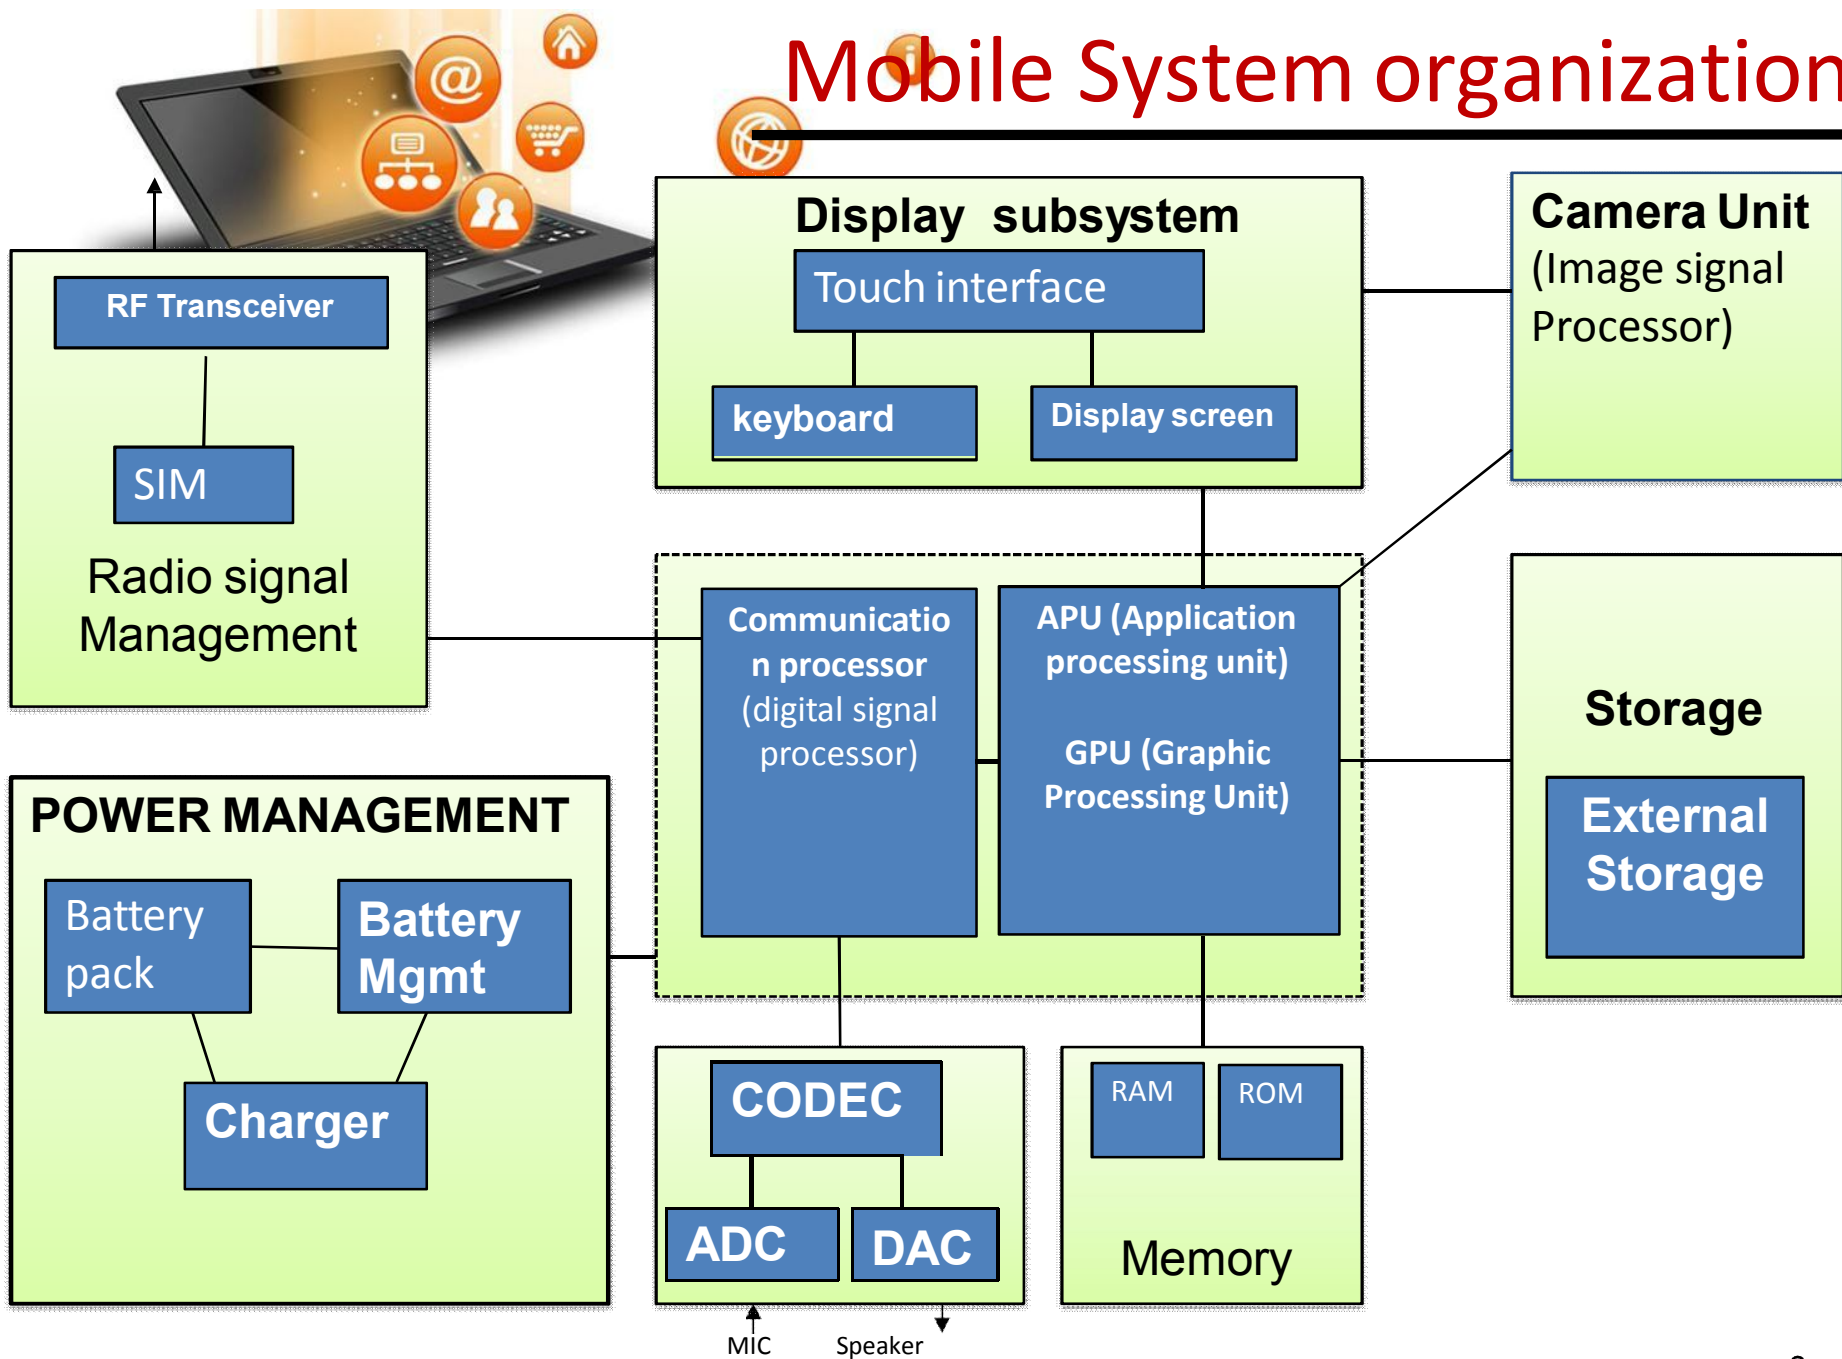 Mobile System organization
@
i
RF Transceiver
SIM
Radio signal
Management
Display subsystem
Touch interface
keyboard
Display screen
Camera Unit
(Image signal
Processor)
Communicatio
n processor
(digital signal
processor)
APU (Application
processing unit)
GPU (Graphic
Processing Unit)
Storage
External
Storage
POWER MANAGEMENT
Battery
pack
Battery
Mgmt
Charger
CODEC
ADC
DAC
MIC
Speaker
RAM
ROM
Memory